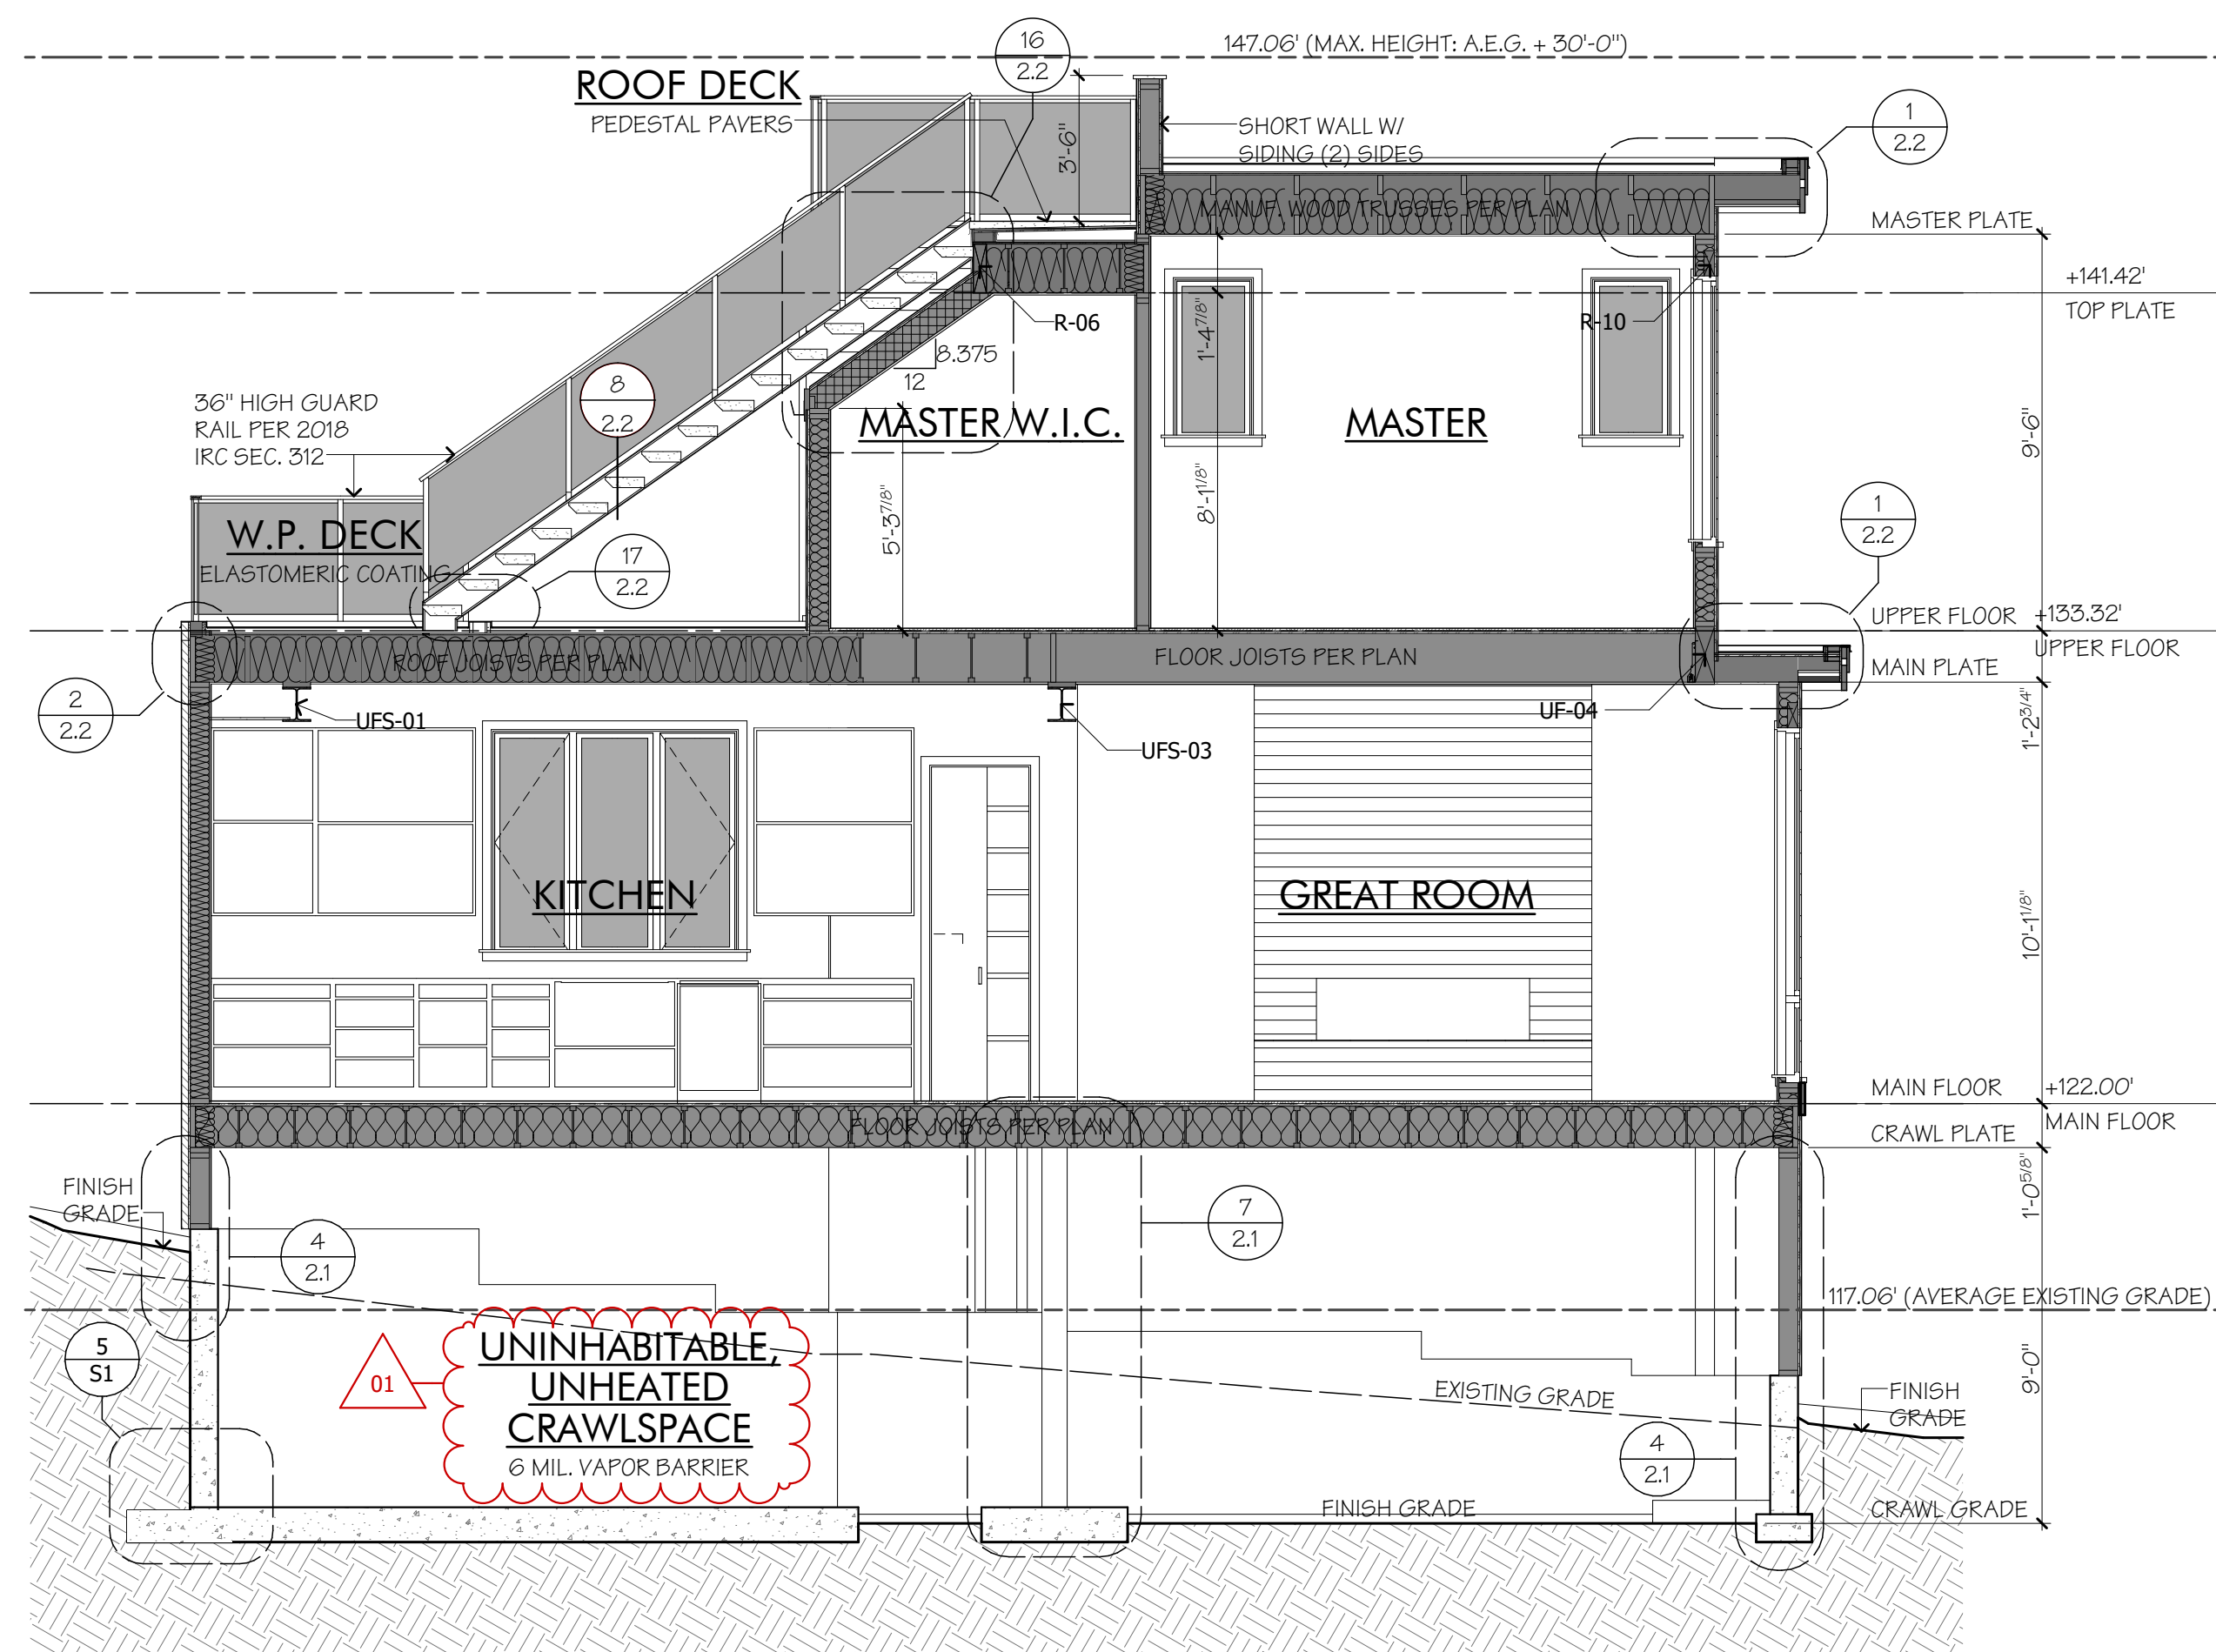 147.06' (MAX. HEIGHT: A.E.G. + 30'-0")
16
2.2
ROOF DECK
PEDESTAL PAVERS
3'-6"
SHORT WALL W/
SIDING (2) SIDES
1
2.2
MANUF. WOOD TRUSSES PER PLAN
MASTER PLATE
+141.42'
TOP PLATE
R-06
R-10
1'-4 7/8"
8.375
12
8
2.2
36" HIGH GUARD
RAIL PER 2018
IRC SEC. 312
MASTER W.I.C.
MASTER
9'-6"
5'-3 7/8"
8'-1 1/8"
W.P. DECK
ELASTOMERIC COATING
17
2.2
1
2.2
UPPER FLOOR
+133.32'
UPPER FLOOR
ROOF JOISTS PER PLAN
FLOOR JOISTS PER PLAN
MAIN PLATE
2
2.2
UFS-01
UFS-03
UF-04
1'-2 3/4"
KITCHEN
GREAT ROOM
10'-1 1/8"
MAIN FLOOR
+122.00'
MAIN FLOOR
FLOOR JOISTS PER PLAN
CRAWL PLATE
1'-0 5/8"
FINISH
GRADE
4
2.1
7
2.1
117.06' (AVERAGE EXISTING GRADE)
5
S1
01
UNINHABITABLE,
UNHEATED
CRAWLSPACE
6 MIL. VAPOR BARRIER
EXISTING GRADE
9'-0"
FINISH
GRADE
4
2.1
FINISH GRADE
CRAWL GRADE